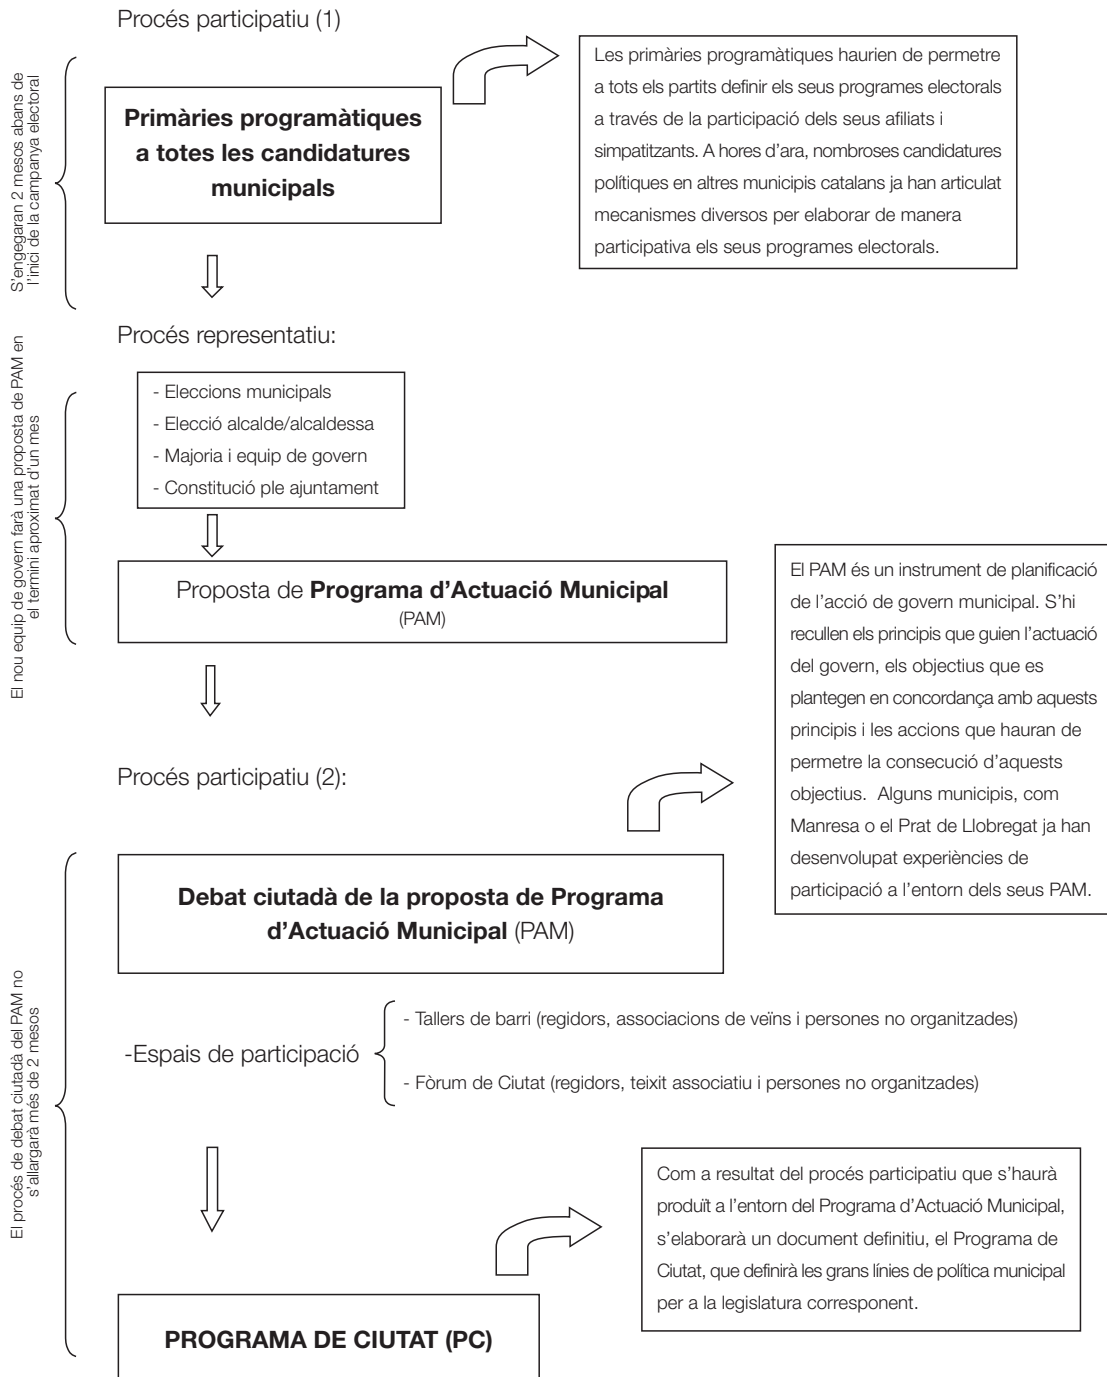 Procés participatiu (1)
S'engegaran 2 mesos abans de
l'inici de la campanya electoral
Primàries programàtiques
a totes les candidatures
municipals
Les primàries programàtiques haurien de permetre
a tots els partits definir els seus programes electorals
a través de la participació dels seus afiliats i
simpatitzants. A hores d'ara, nombroses candidatures
polítiques en altres municipis catalans ja han articulat
mecanismes diversos per elaborar de manera
participativa els seus programes electorals.
Procés representatiu:
El nou equip de govern farà una proposta de PAM en
el termini aproximat d'un mes
- Eleccions municipals
- Elecció alcalde/alcaldessa
- Majoria i equip de govern
- Constitució ple ajuntament
Proposta de Programa d'Actuació Municipal
(PAM)
El PAM és un instrument de planificació
de l'acció de govern municipal. S'hi
recullen els principis que guien l'actuació
del govern, els objectius que es
plantegen en concordança amb aquests
principis i les accions que hauran de
permetre la consecució d'aquests
objectius. Alguns municipis, com
Manresa o el Prat de Llobregat ja han
desenvolupat experiències de
participació a l'entorn dels seus PAM.
Procés participatiu (2):
El procés de debat ciutadà del PAM no
s'allargarà més de 2 mesos
Debat ciutadà de la proposta de Programa
d'Actuació Municipal (PAM)
-Espais de participació
- Tallers de barri (regidors, associacions de veïns i persones no organitzades)
- Fòrum de Ciutat (regidors, teixit associatiu i persones no organitzades)
Com a resultat del procés participatiu que s'haurà
produït a l'entorn del Programa d'Actuació Municipal,
s'elaborarà un document definitiu, el Programa de
Ciutat, que definirà les grans línies de política municipal
per a la legislatura corresponent.
PROGRAMA DE CIUTAT (PC)